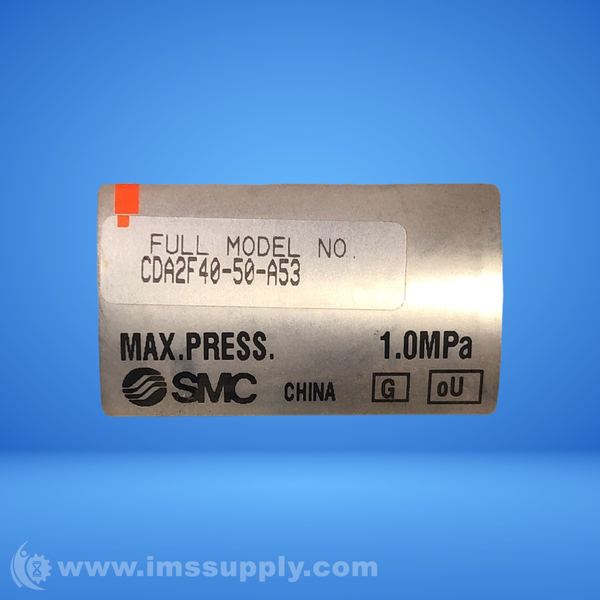 FULL MODEL NO.
CDA2F40-50-A53
MAX.PRESS. 1.0MPa
SMC CHINA G oU
www.imssupply.com